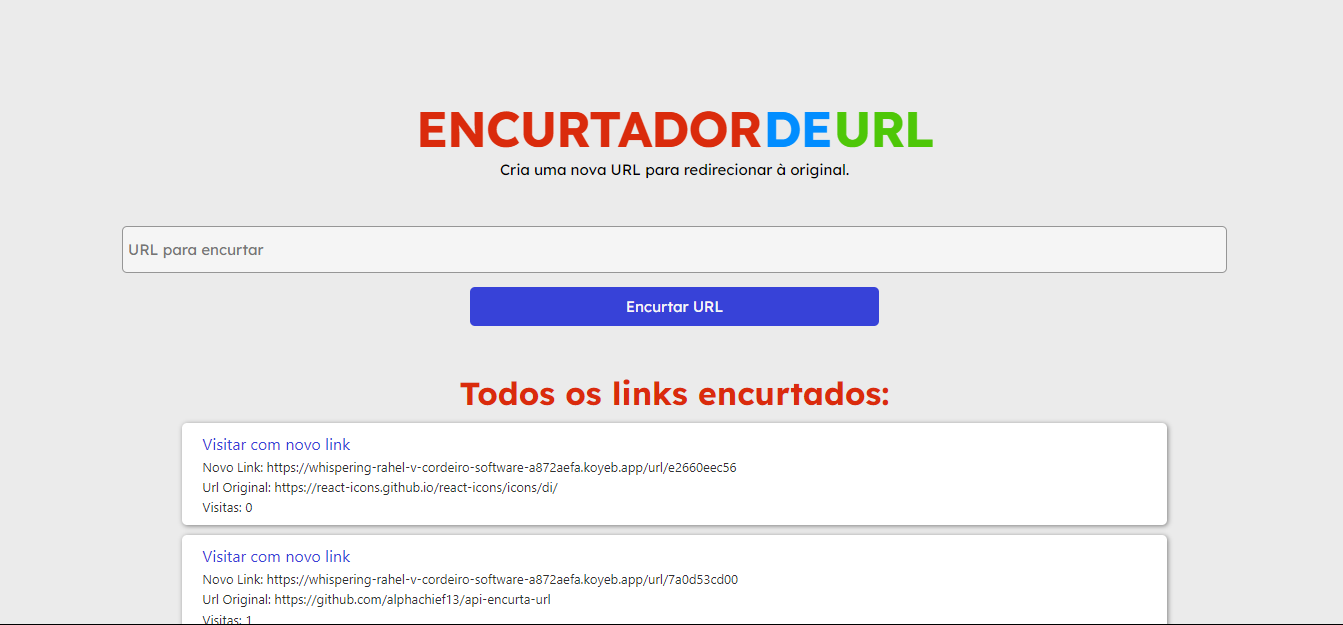 ENCURTADORDEURL
Cria uma nova URL para redirecionar à original.
URL para encurtar
Encurtar URL
Todos os links encurtados:
Visitar com novo link
Novo Link: https://whispering-rahel-v-cordeiro-software-a872aefa.koyeb.app/url/e2660eec56
Url Original: https://react-icons.github.io/react-icons/icons/di/
Visitas: 0
Visitar com novo link
Novo Link: https://whispering-rahel-v-cordeiro-software-a872aefa.koyeb.app/url/7a0d53cd00
Url Original: https://github.com/alphachief13/api-encurta-url
Visitas: 1